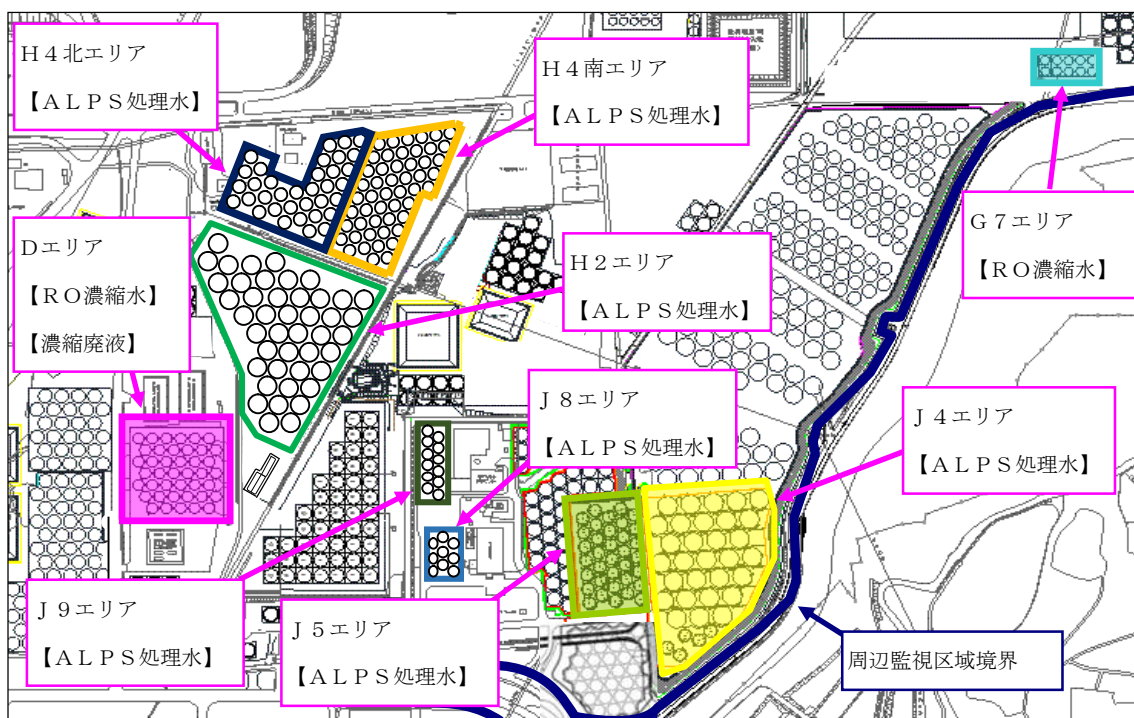 H4北エリア
【ALPS処理水】
H4南エリア
【ALPS処理水】
G7エリア
【RO濃縮水】
Dエリア
【RO濃縮水】
【濃縮廃液】
H2エリア
【ALPS処理水】
J8エリア
【ALPS処理水】
J4エリア
【ALPS処理水】
J9エリア
【ALPS処理水】
J5エリア
【ALPS処理水】
周辺監視区域境界